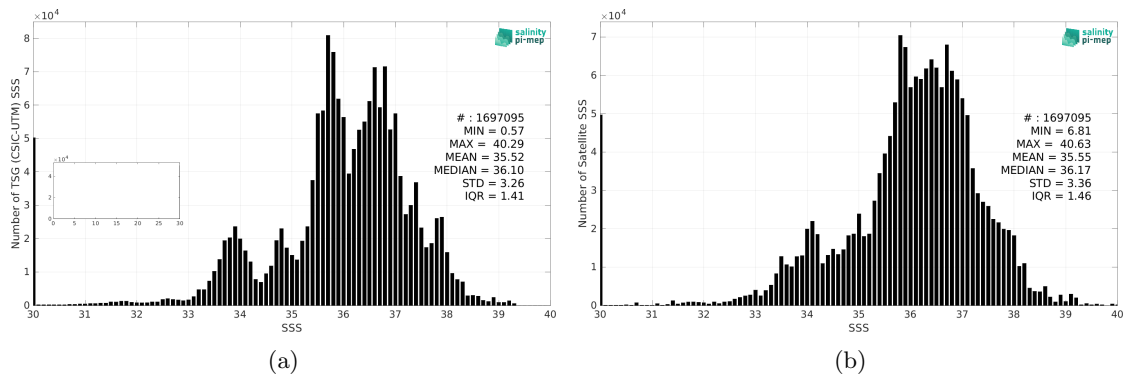 ×10⁴
8
7
6
5
4
3
2
1
0
Number of TSG (CSIC-UTM) SSS
salinity
pi-mep
# : 1697095
MIN = 0.57
MAX = 40.29
MEAN = 35.52
MEDIAN = 36.10
STD = 3.26
IQR = 1.41
×10⁴
4
2
0
0 5 10 15 20 25 30
30 31 32 33 34 35 36 37 38 39 40
SSS
(a)
×10⁴
7
6
5
4
3
2
1
0
Number of Satellite SSS
salinity
pi-mep
# : 1697095
MIN = 6.81
MAX = 40.63
MEAN = 35.55
MEDIAN = 36.17
STD = 3.36
IQR = 1.46
30 31 32 33 34 35 36 37 38 39 40
SSS
(b)